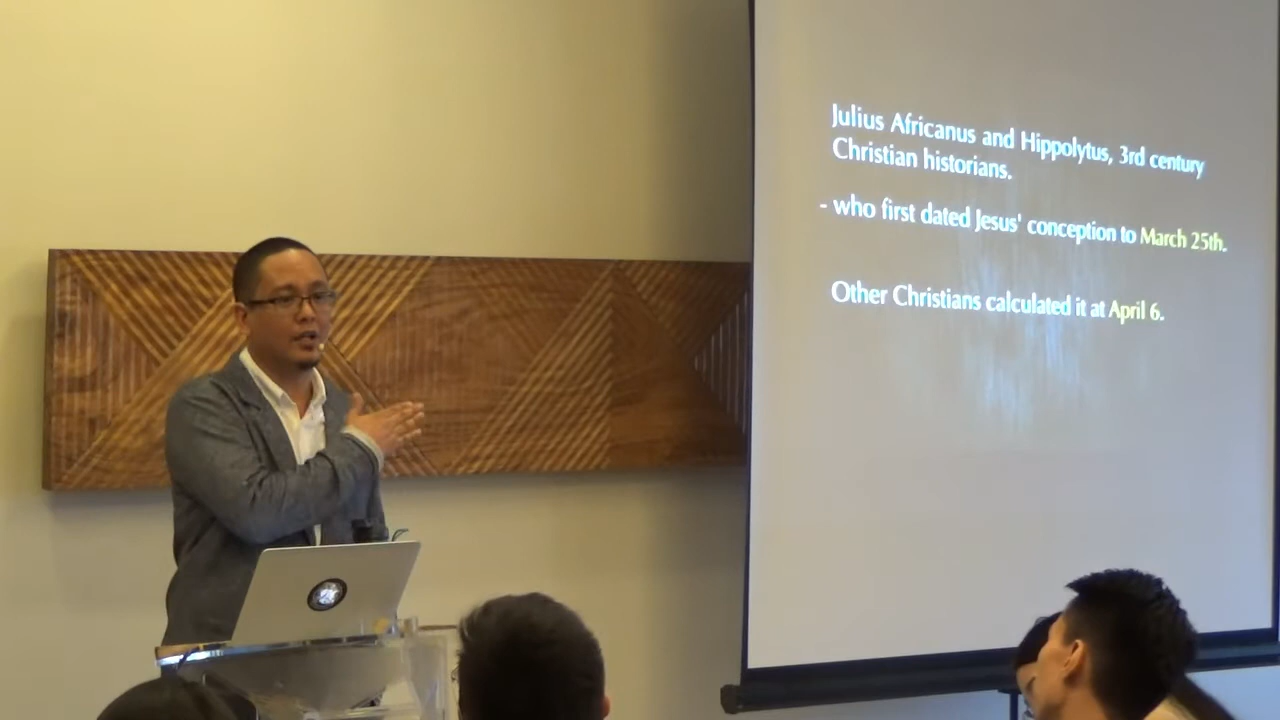 Julius Africanus and Hippolytus, 3rd century
Christian historians.
- who first dated Jesus' conception to March 25th.
Other Christians calculated it at April 6.